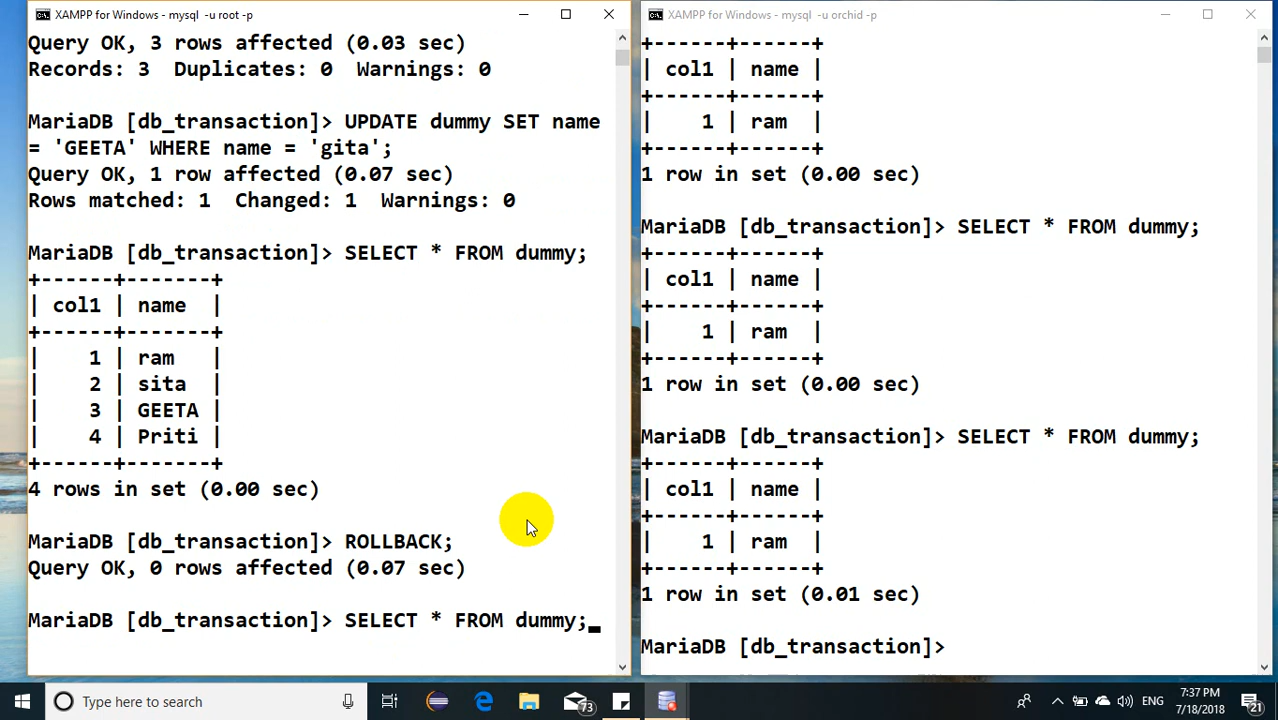 XAMPP for Windows - mysql -u root -p
Query OK, 3 rows affected (0.03 sec)
Records: 3  Duplicates: 0  Warnings: 0
MariaDB [db_transaction]> UPDATE dummy SET name
= 'GEETA' WHERE name = 'gita';
Query OK, 1 row affected (0.07 sec)
Rows matched: 1  Changed: 1  Warnings: 0
MariaDB [db_transaction]> SELECT * FROM dummy;
+------+-------+
| col1 | name  |
+------+-------+
|    1 | ram   |
|    2 | sita  |
|    3 | GEETA |
|    4 | Priti |
+------+-------+
4 rows in set (0.00 sec)
MariaDB [db_transaction]> ROLLBACK;
Query OK, 0 rows affected (0.07 sec)
MariaDB [db_transaction]> SELECT * FROM dummy;
XAMPP for Windows - mysql -u orchid -p
+------+------+
| col1 | name |
+------+------+
|    1 | ram  |
+------+------+
1 row in set (0.00 sec)
MariaDB [db_transaction]> SELECT * FROM dummy;
+------+------+
| col1 | name |
+------+------+
|    1 | ram  |
+------+------+
1 row in set (0.00 sec)
MariaDB [db_transaction]> SELECT * FROM dummy;
+------+------+
| col1 | name |
+------+------+
|    1 | ram  |
+------+------+
1 row in set (0.01 sec)
MariaDB [db_transaction]>
Type here to search
73
ENG
7:37 PM
7/18/2018
21